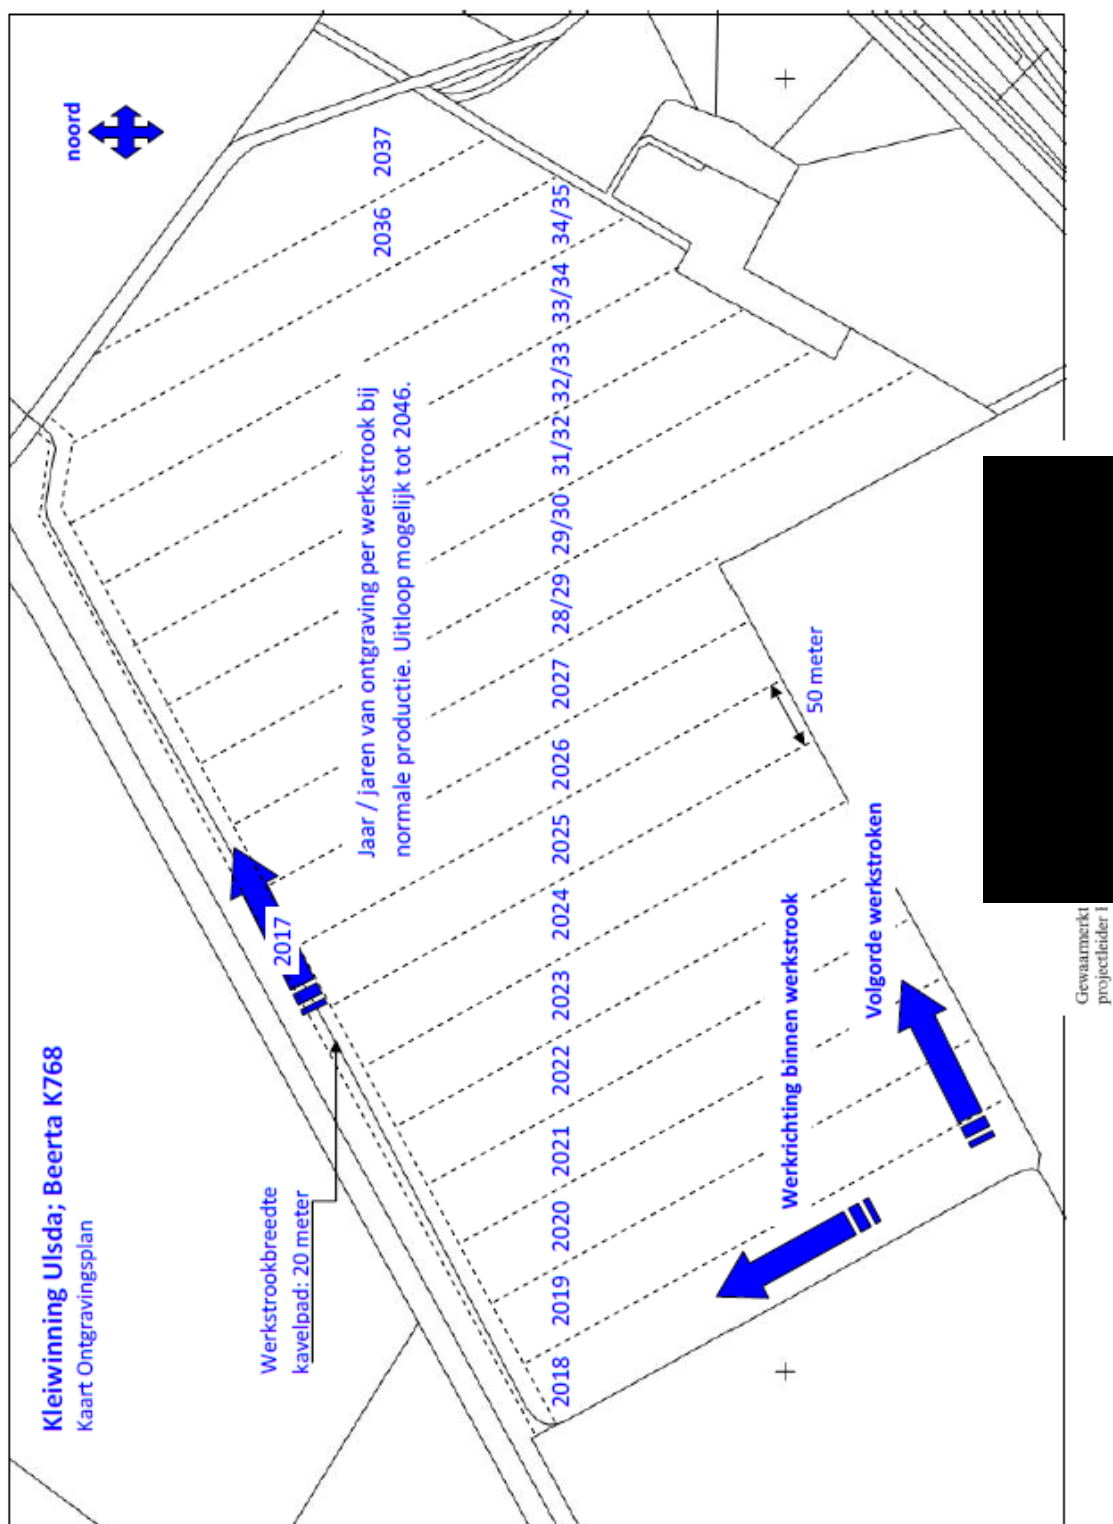 Kleiwinning Ulsda; Beerta K768
Kaart Ontgravingsplan
noord
Werkstrookbreedte
kavelpad: 20 meter
2017
Jaar / jaren van ontgraving per werkstrook bij
normale productie. Uitloop mogelijk tot 2046.
2036
2037
2018
2019
2020
2021
2022
2023
2024
2025
2026
2027
28/29
29/30
31/32
32/33
33/34
34/35
Werkrichting binnen werkstrook
Volgorde werkstroken
50 meter
Gewaarmerkt
projectleider